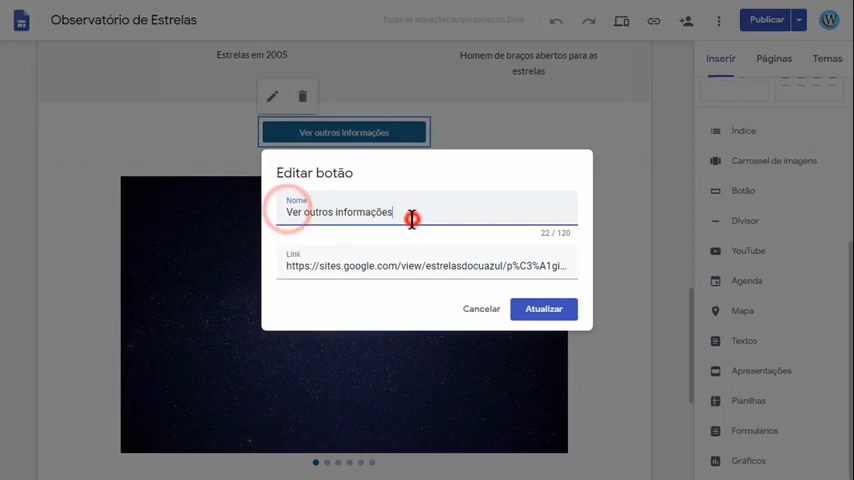 Observatório de Estrelas
Todas as alterações foram salvas no Drive
Publicar
Estrelas em 2005
Homem de braços abertos para as
estrelas
Ver outros informações
Editar botão
Nome
Ver outros informações
22 / 120
Link
https://sites.google.com/view/estrelasdocuazul/p%C3%A1gi...
Cancelar
Atualizar
Inserir
Páginas
Temas
Índice
Carrossel de imagens
Botão
Divisor
YouTube
Agenda
Mapa
Textos
Apresentações
Planilhas
Formulários
Gráficos